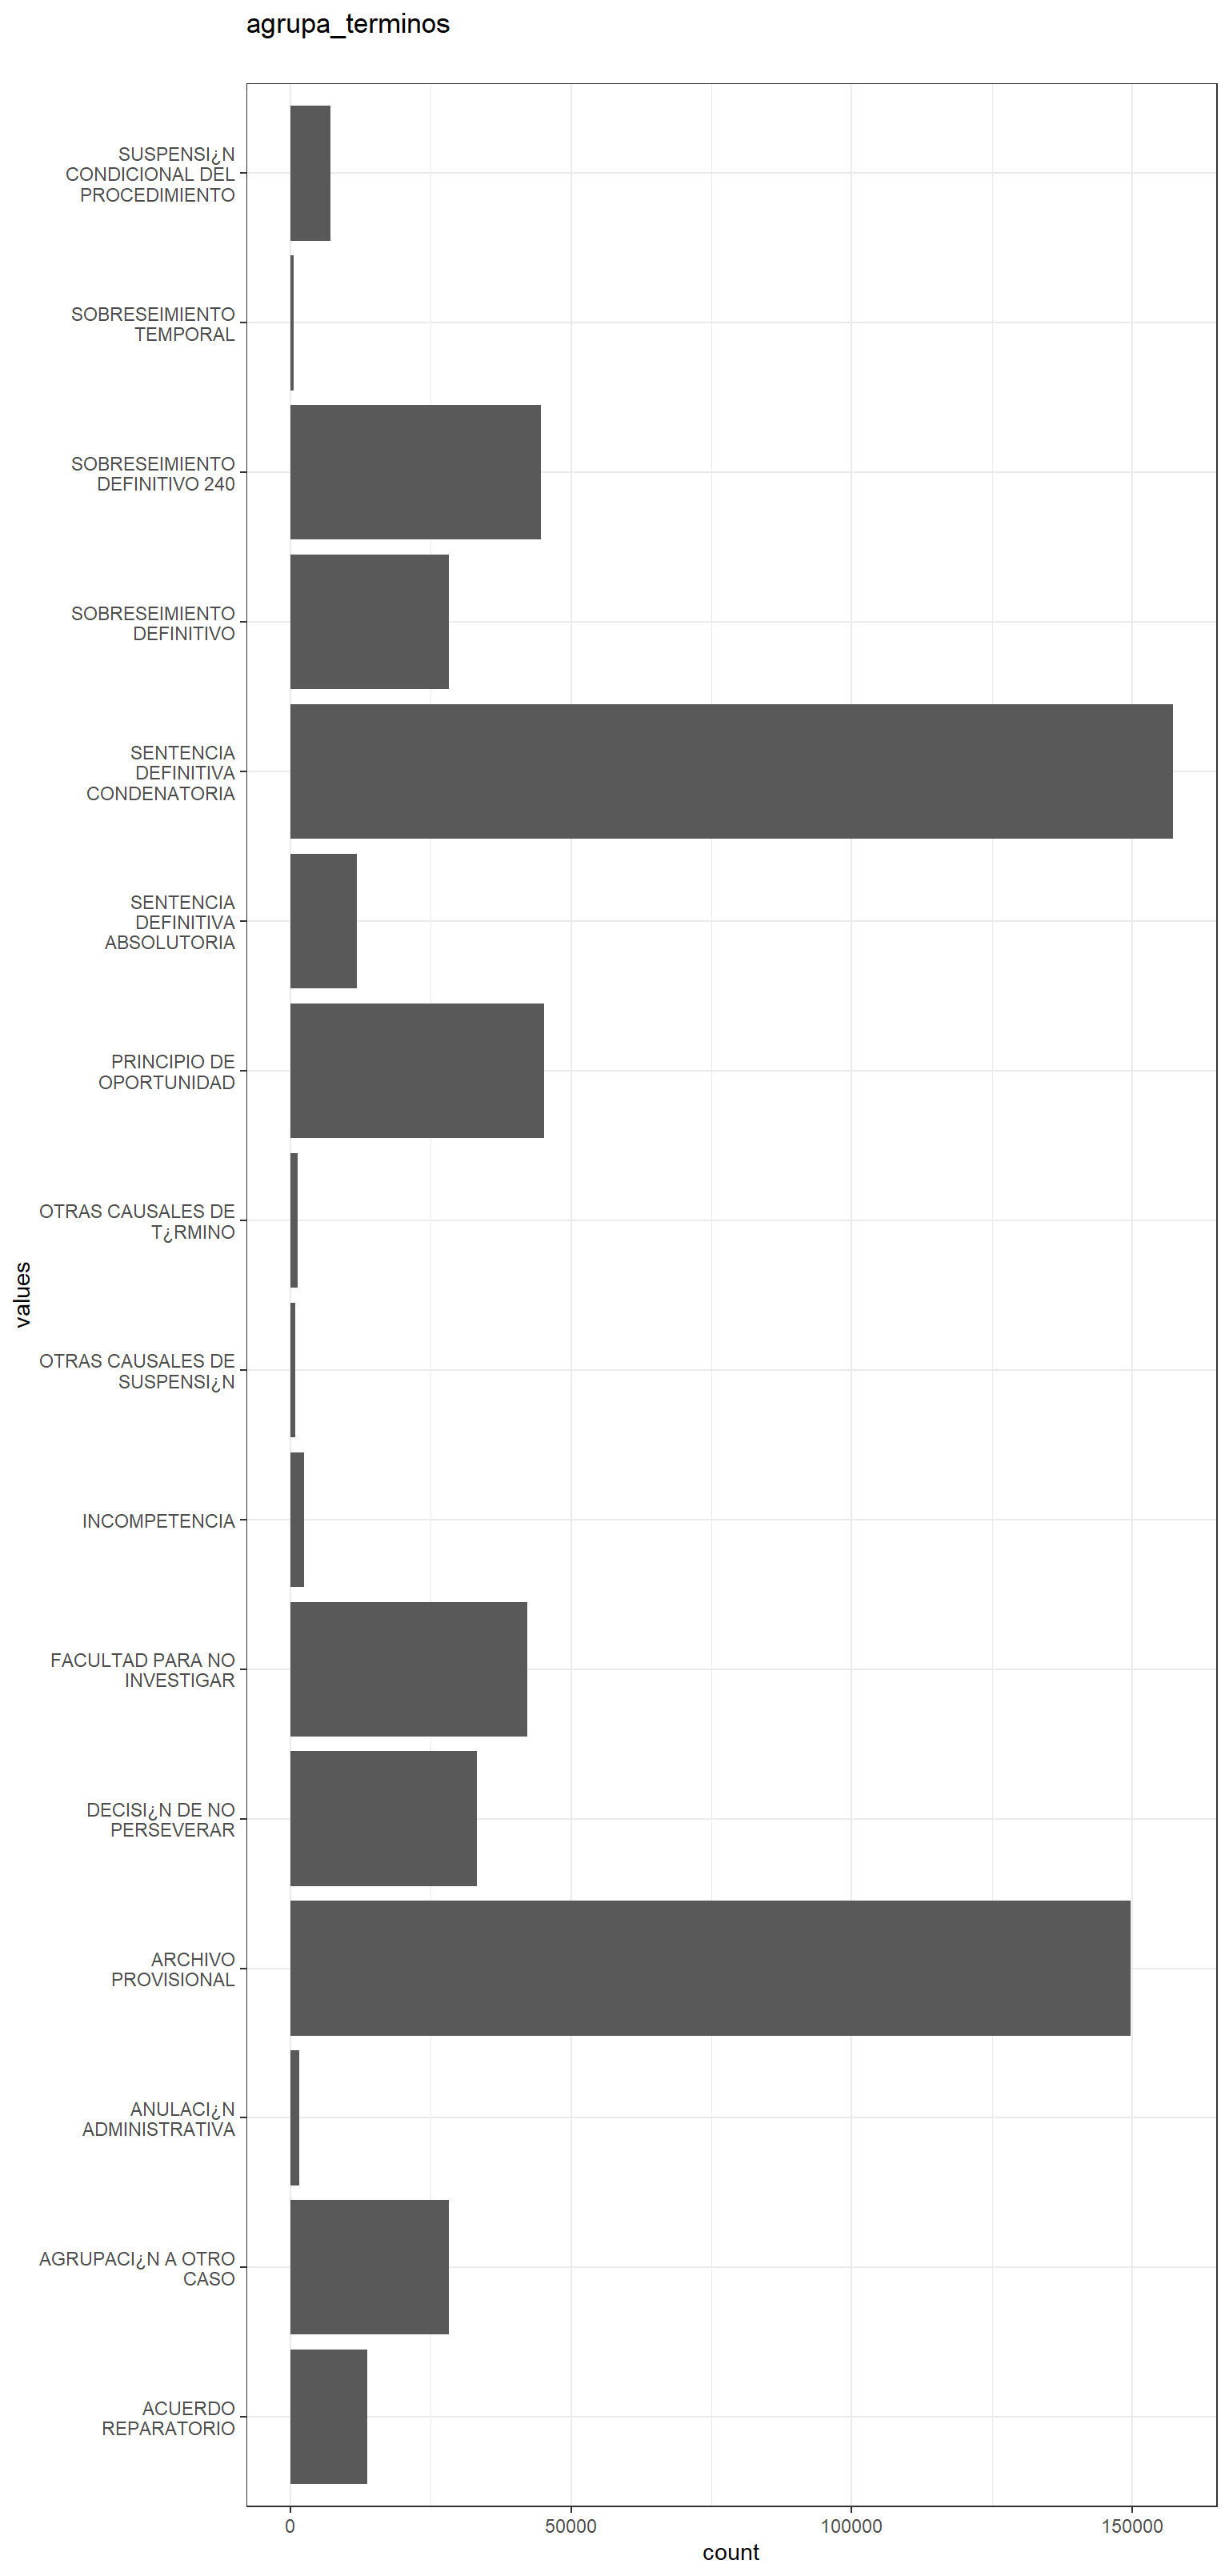 agrupa_terminos
SUSPENSI¿N
CONDICIONAL DEL
PROCEDIMIENTO
SOBRESEIMIENTO
TEMPORAL
SOBRESEIMIENTO
DEFINITIVO 240
SOBRESEIMIENTO
DEFINITIVO
SENTENCIA
DEFINITIVA
CONDENATORIA
SENTENCIA
DEFINITIVA
ABSOLUTORIA
PRINCIPIO DE
OPORTUNIDAD
OTRAS CAUSALES DE
T¿RMINO
values
OTRAS CAUSALES DE
SUSPENSI¿N
INCOMPETENCIA
FACULTAD PARA NO
INVESTIGAR
DECISI¿N DE NO
PERSEVERAR
ARCHIVO
PROVISIONAL
ANULACI¿N
ADMINISTRATIVA
AGRUPACI¿N A OTRO
CASO
ACUERDO
REPARATORIO
0 50000 100000 150000
count